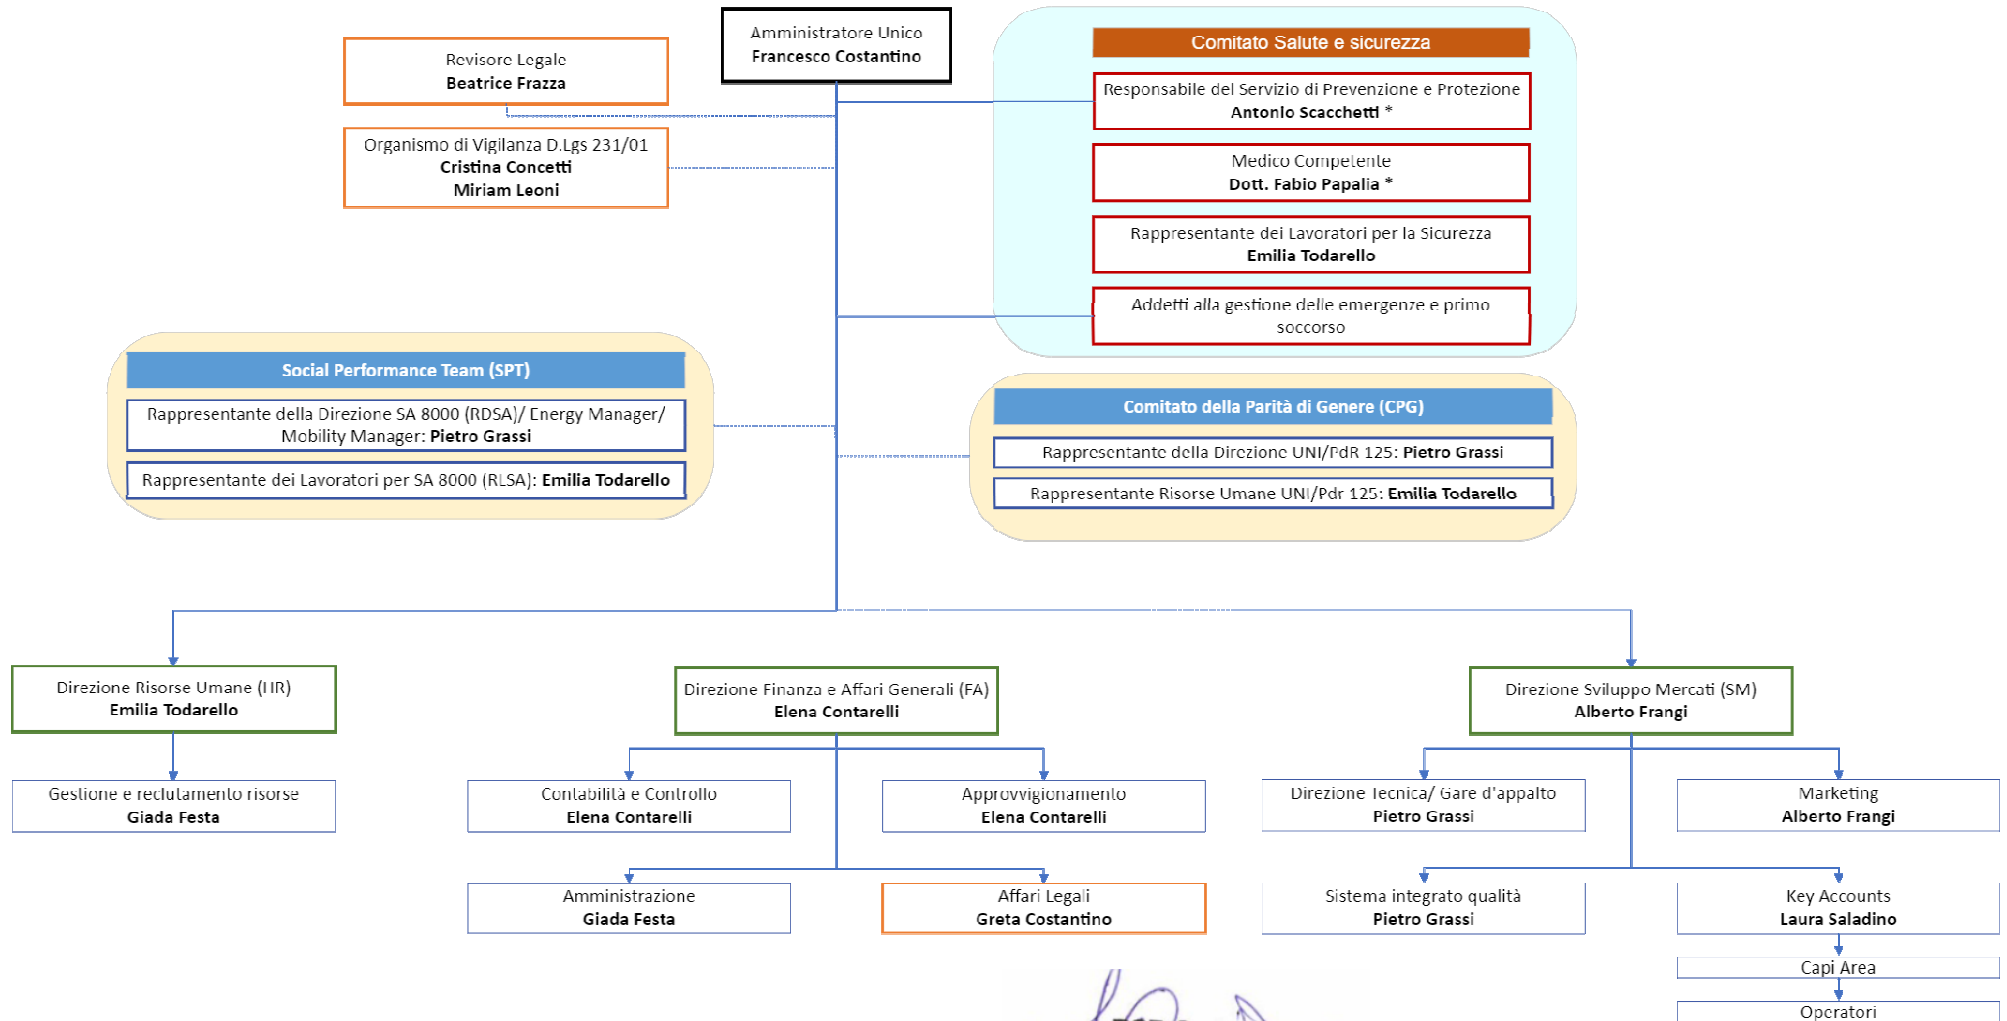 Amministratore Unico
Francesco Costantino
Revisore Legale
Beatrice Frazza
Organismo di Vigilanza D.Lgs 231/01
Cristina Concetti
Miriam Leoni
Comitato Salute e sicurezza
Responsabile del Servizio di Prevenzione e Protezione
Antonio Scacchetti *
Medico Competente
Dott. Fabio Papalia *
Rappresentante dei Lavoratori per la Sicurezza
Emilia Todarello
Addetti alla gestione delle emergenze e primo
soccorso
Social Performance Team (SPT)
Rappresentante della Direzione SA 8000 (RDSA)/ Energy Manager/
Mobility Manager: Pietro Grassi
Rappresentante dei Lavoratori per SA 8000 (RLSA): Emilia Todarello
Comitato della Parità di Genere (CPG)
Rappresentante della Direzione UNI/PdR 125: Pietro Grassi
Rappresentante Risorse Umane UNI/Pdr 125: Emilia Todarello
Direzione Risorse Umane (HR)
Emilia Todarello
Direzione Finanza e Affari Generali (FA)
Elena Contarelli
Direzione Sviluppo Mercati (SM)
Alberto Frangi
Gestione e reclutamento risorse
Giada Festa
Contabilità e Controllo
Elena Contarelli
Approvvigionamento
Elena Contarelli
Direzione Tecnica/ Gare d'appalto
Pietro Grassi
Marketing
Alberto Frangi
Amministrazione
Giada Festa
Affari Legali
Greta Costantino
Sistema integrato qualità
Pietro Grassi
Key Accounts
Laura Saladino
Capi Area
Operatori